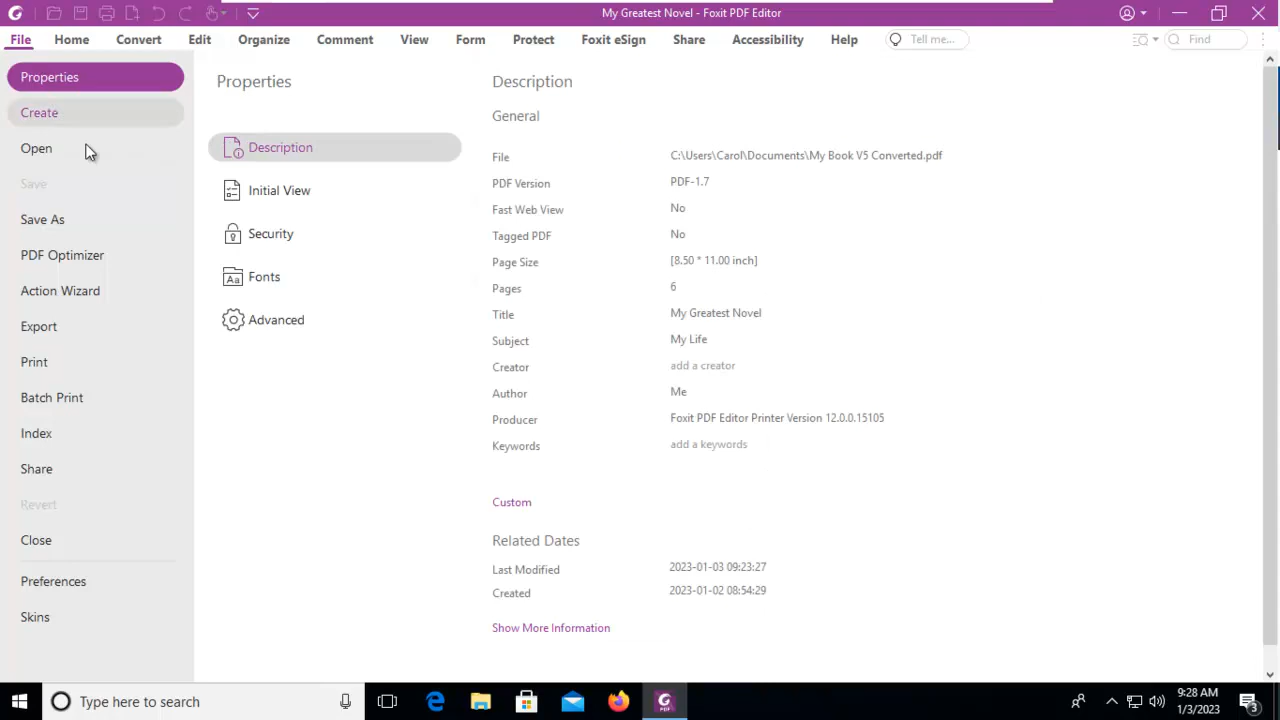 My Greatest Novel - Foxit PDF Editor
File Home Convert Edit Organize Comment View Form Protect Foxit eSign Share Accessibility Help Tell me... Find
Properties
Create
Open
Save
Save As
PDF Optimizer
Action Wizard
Export
Print
Batch Print
Index
Share
Revert
Close
Preferences
Skins
Properties
Description
Initial View
Security
Fonts
Advanced
Description
General
File C:\Users\Carol\Documents\My Book V5 Converted.pdf
PDF Version PDF-1.7
Fast Web View No
Tagged PDF No
Page Size [8.50 * 11.00 inch]
Pages 6
Title My Greatest Novel
Subject My Life
Creator add a creator
Author Me
Producer Foxit PDF Editor Printer Version 12.0.0.15105
Keywords add a keywords
Custom
Related Dates
Last Modified 2023-01-03 09:23:27
Created 2023-01-02 08:54:29
Show More Information
Type here to search
PDF
9:28 AM
1/3/2023
3